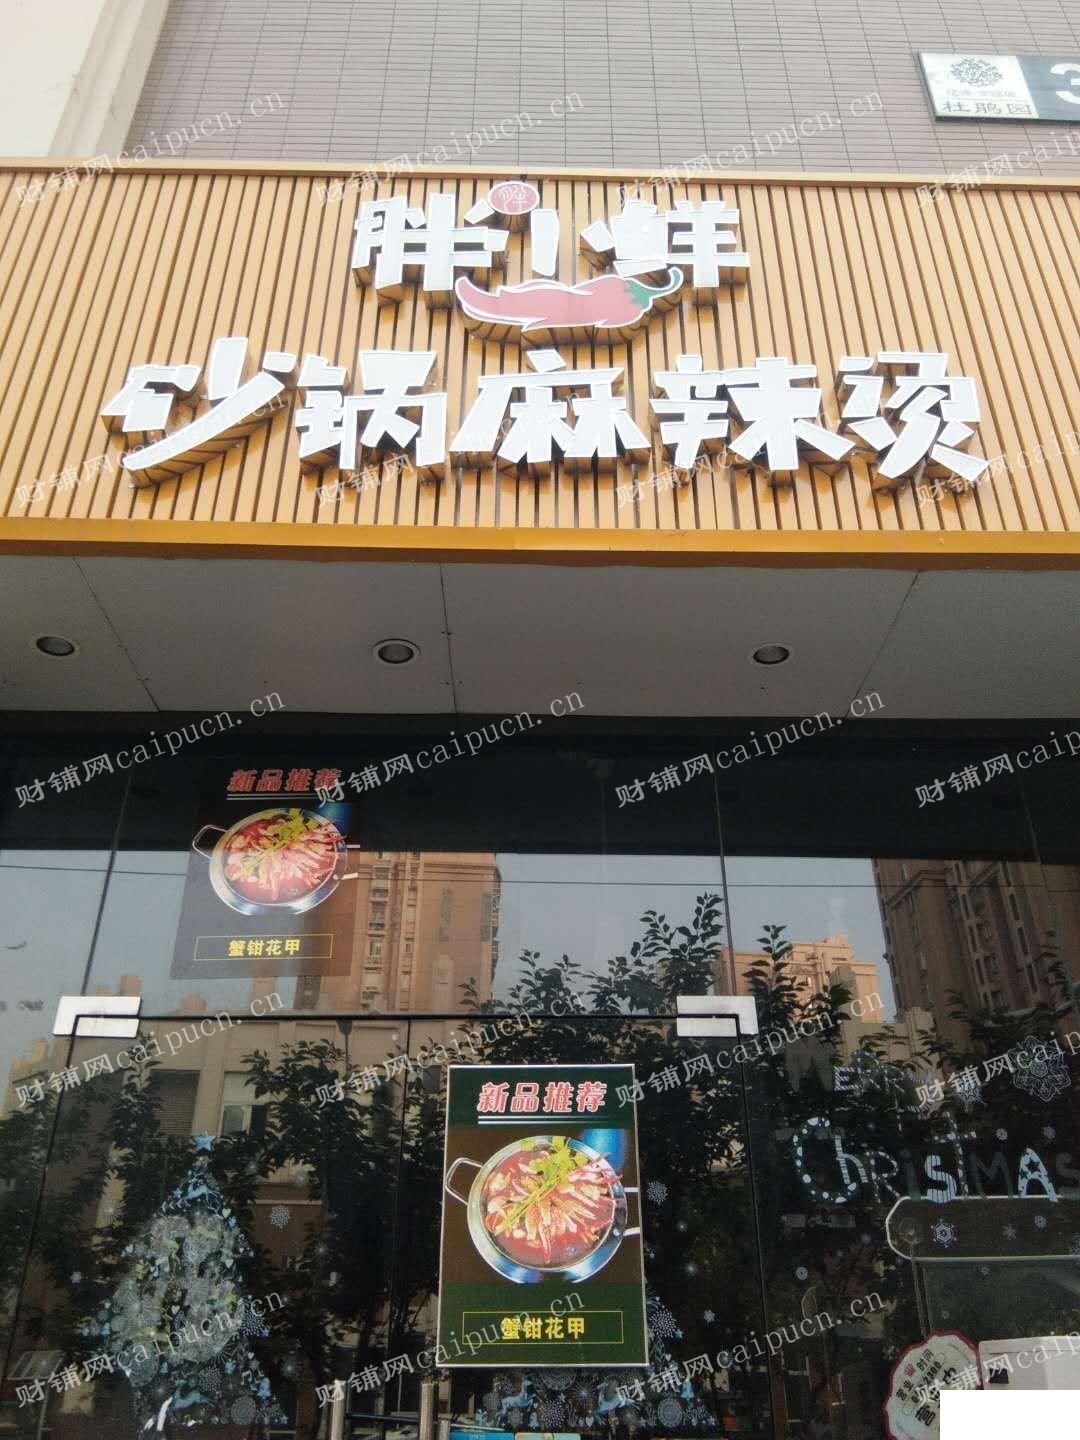 杜鹃园
胖小鲜
砂锅麻辣烫
新品推荐
蟹钳花甲
新品推荐
蟹钳花甲
Christmas
财铺网caipucn.cn